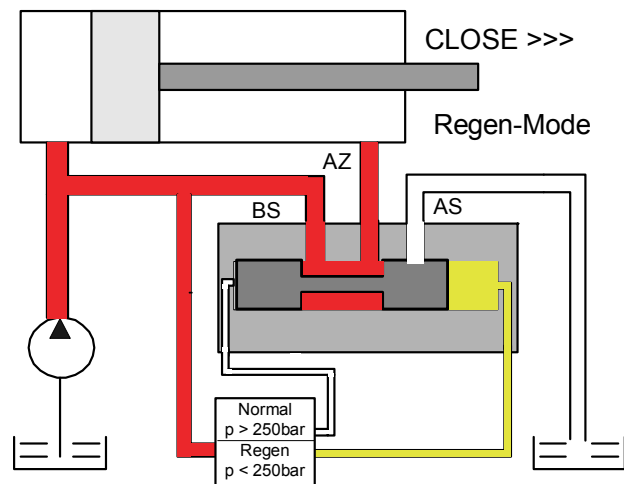 CLOSE >>>
Regen-Mode
AZ
BS
AS
Normal
p > 250bar
Regen
p < 250bar